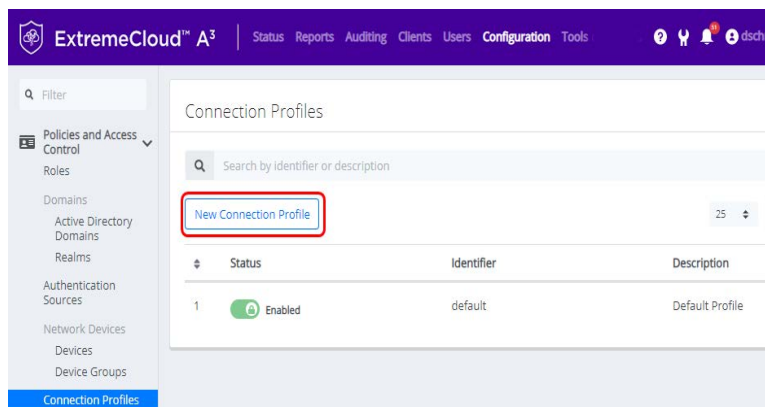 ExtremeCloud™ A³
Status Reports Auditing Clients Users Configuration Tools
Filter
Policies and Access
Control
Roles
Domains
Active Directory
Domains
Realms
Authentication
Sources
Network Devices
Devices
Device Groups
Connection Profiles
Connection Profiles
Search by identifier or description
New Connection Profile
25
Status Identifier Description
1 Enabled default Default Profile